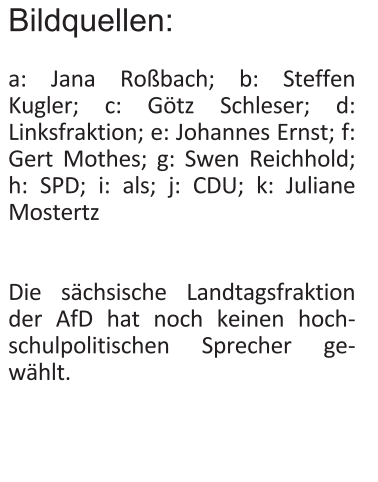 Bildquellen:
a: Jana Roßbach; b: Steffen
Kugler; c: Götz Schleser; d:
Linksfraktion; e: Johannes Ernst; f:
Gert Mothes; g: Swen Reichhold;
h: SPD; i: als; j: CDU; k: Juliane
Mostertz
Die sächsische Landtagsfraktion
der AfD hat noch keinen hoch-
schulpolitischen Sprecher ge-
wählt.